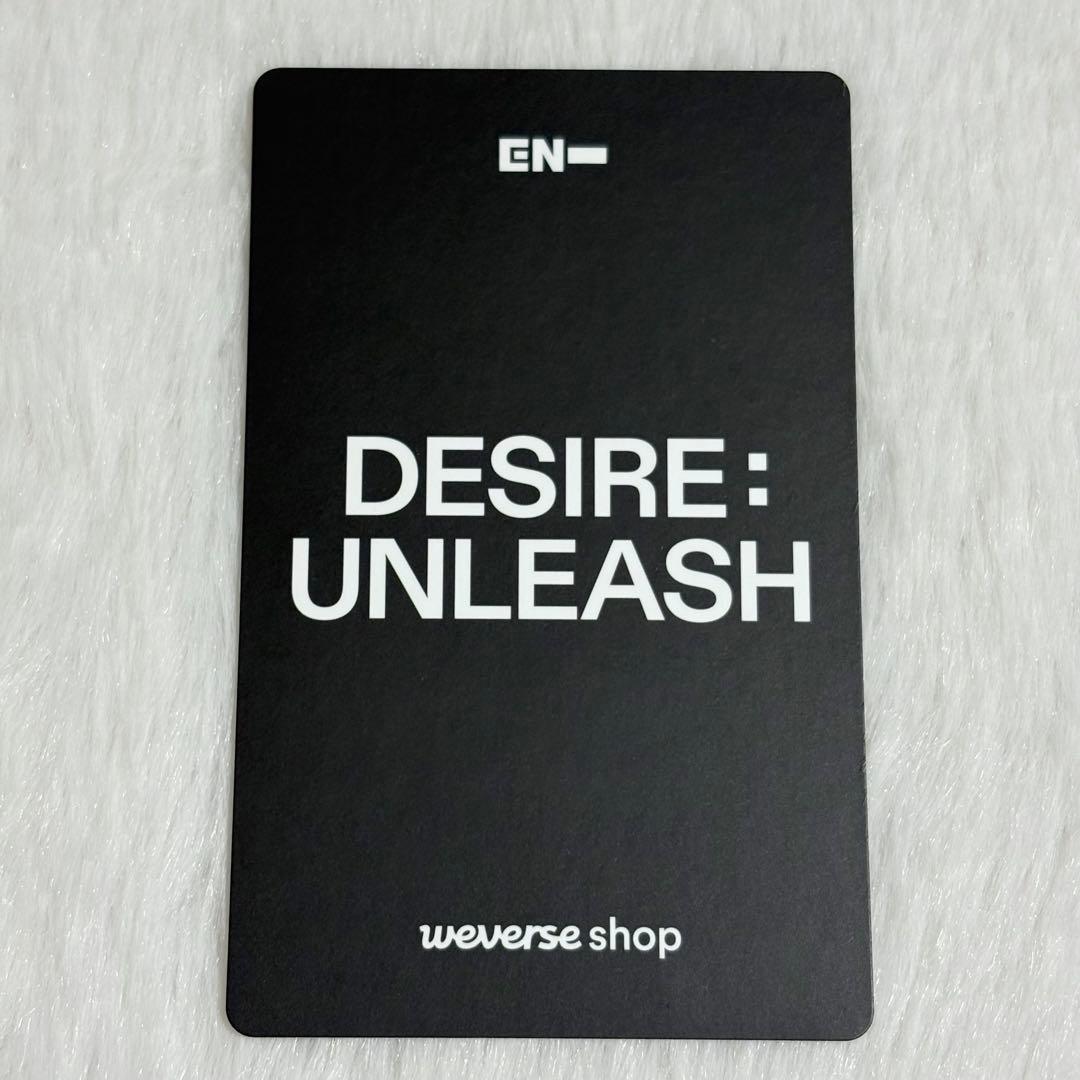 EN-
DESIRE :
UNLEASH
weverse shop